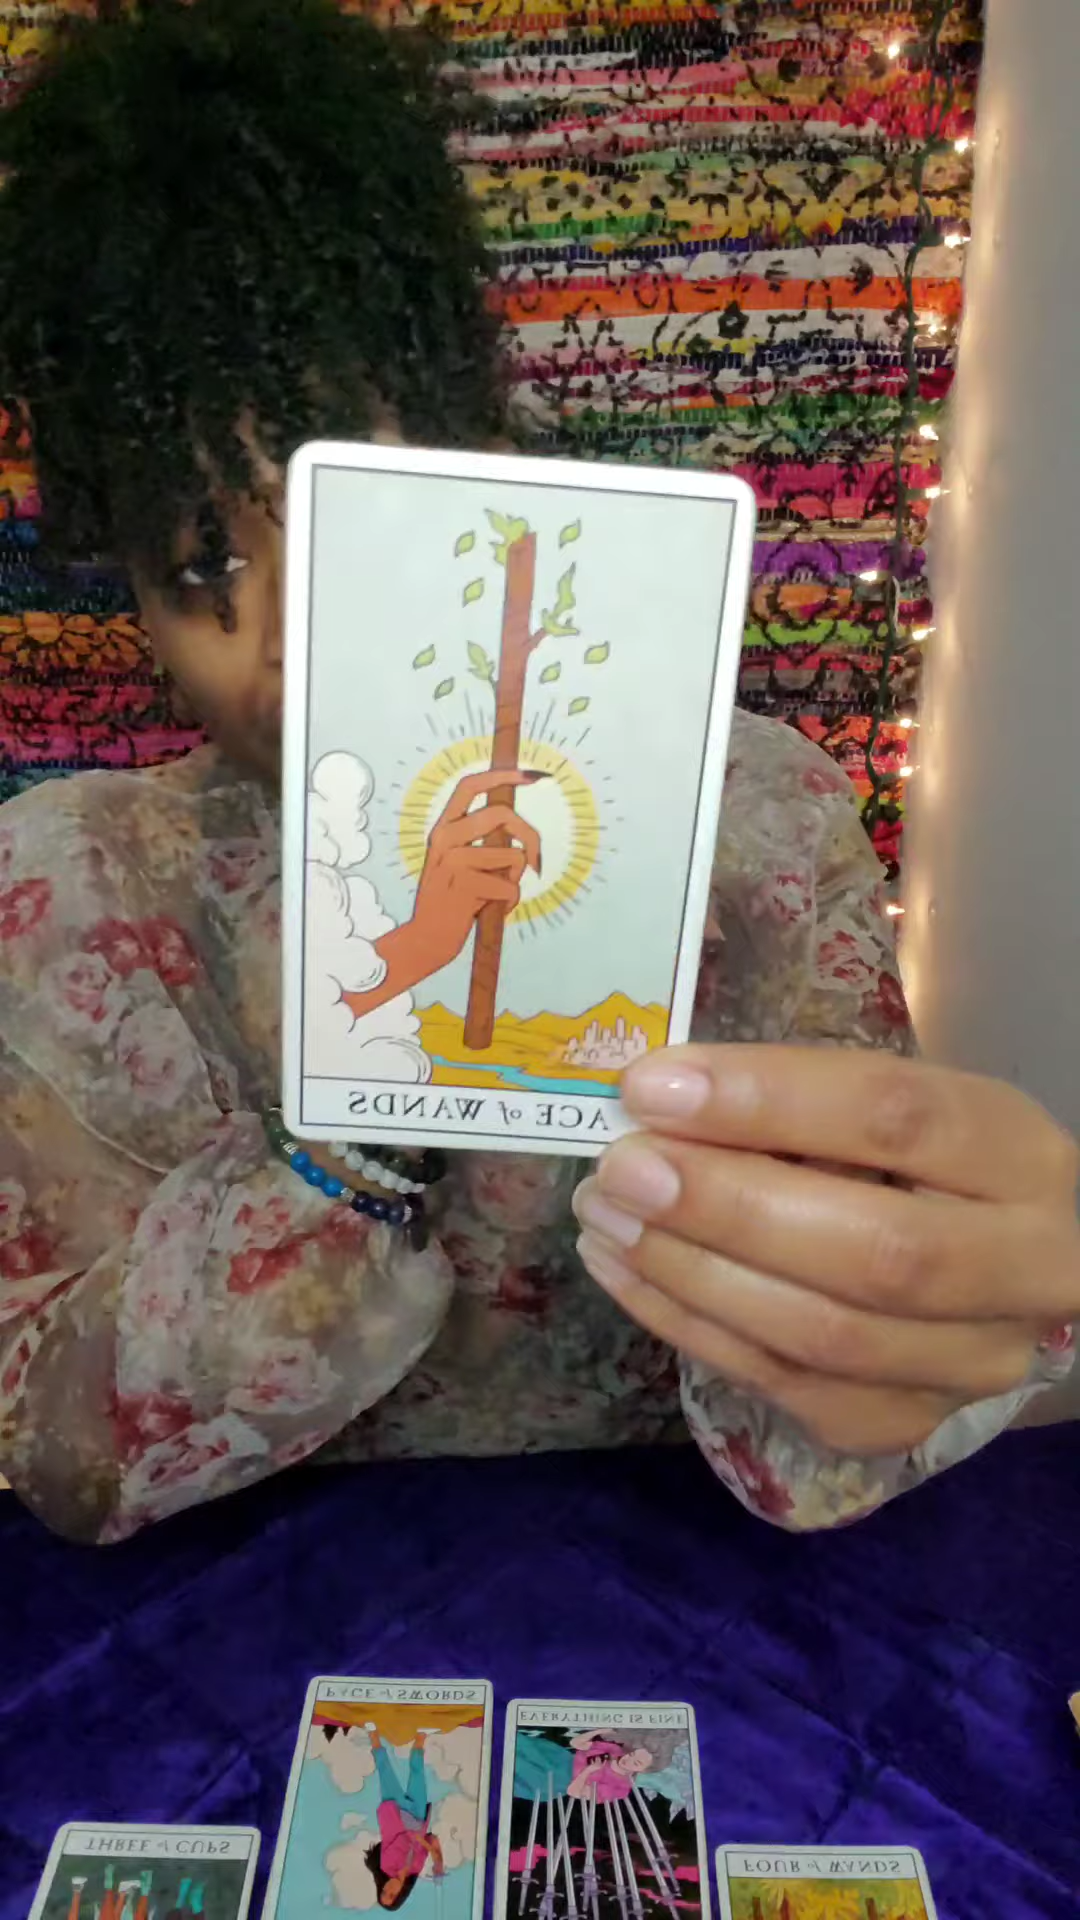 ACE of WANDS
PAGE of SWORDS
EVERYTHING IS FINE
THREE of CUPS
FOUR of WANDS